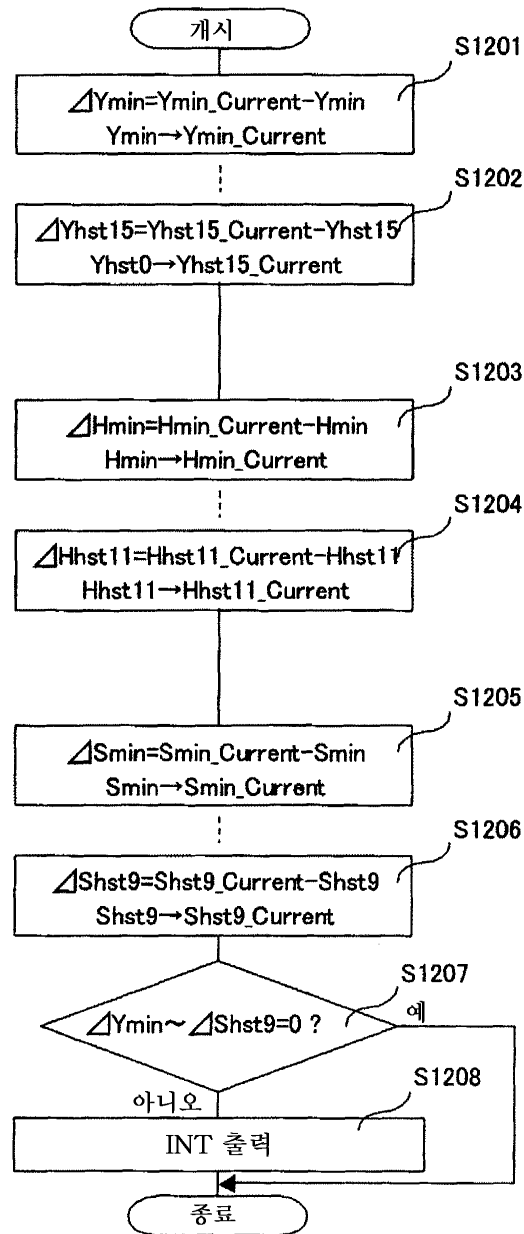 개시
S1201
⊿Ymin=Ymin_Current-Ymin
Ymin→Ymin_Current
S1202
⊿Yhst15=Yhst15_Current-Yhst15
Yhst0→Yhst15_Current
S1203
⊿Hmin=Hmin_Current-Hmin
Hmin→Hmin_Current
S1204
⊿Hhst11=Hhst11_Current-Hhst11
Hhst11→Hhst11_Current
S1205
⊿Smin=Smin_Current-Smin
Smin→Smin_Current
S1206
⊿Shst9=Shst9_Current-Shst9
Shst9→Shst9_Current
S1207
⊿Ymin~⊿Shst9=0 ?
예
아니오
S1208
INT 출력
종료